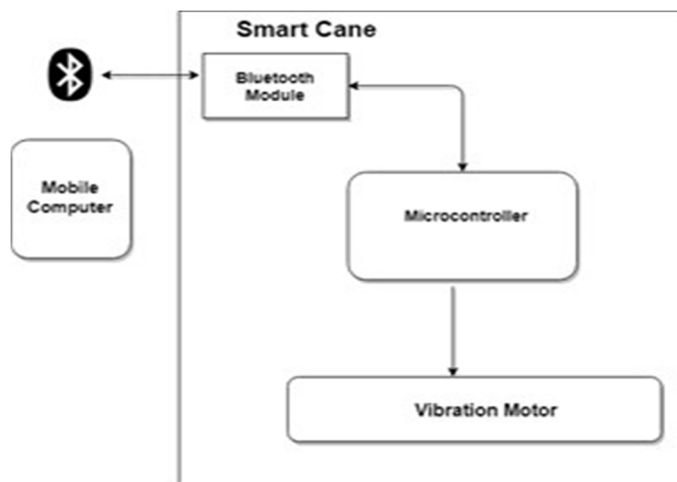 Smart Cane
Bluetooth
Module
Mobile
Computer
Microcontroller
Vibration Motor